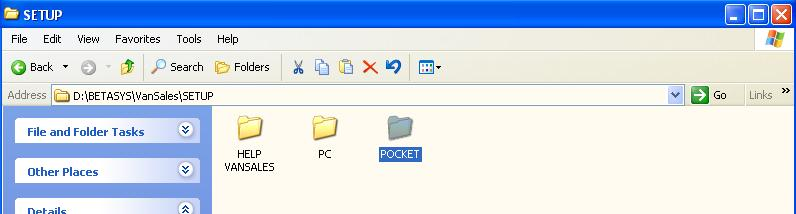 SETUP
File Edit View Favorites Tools Help
Back Search Folders
Address D:\BETASYS\VanSales\SETUP Go Links »
File and Folder Tasks
Other Places
Details
HELP
VANSALES
PC
POCKET